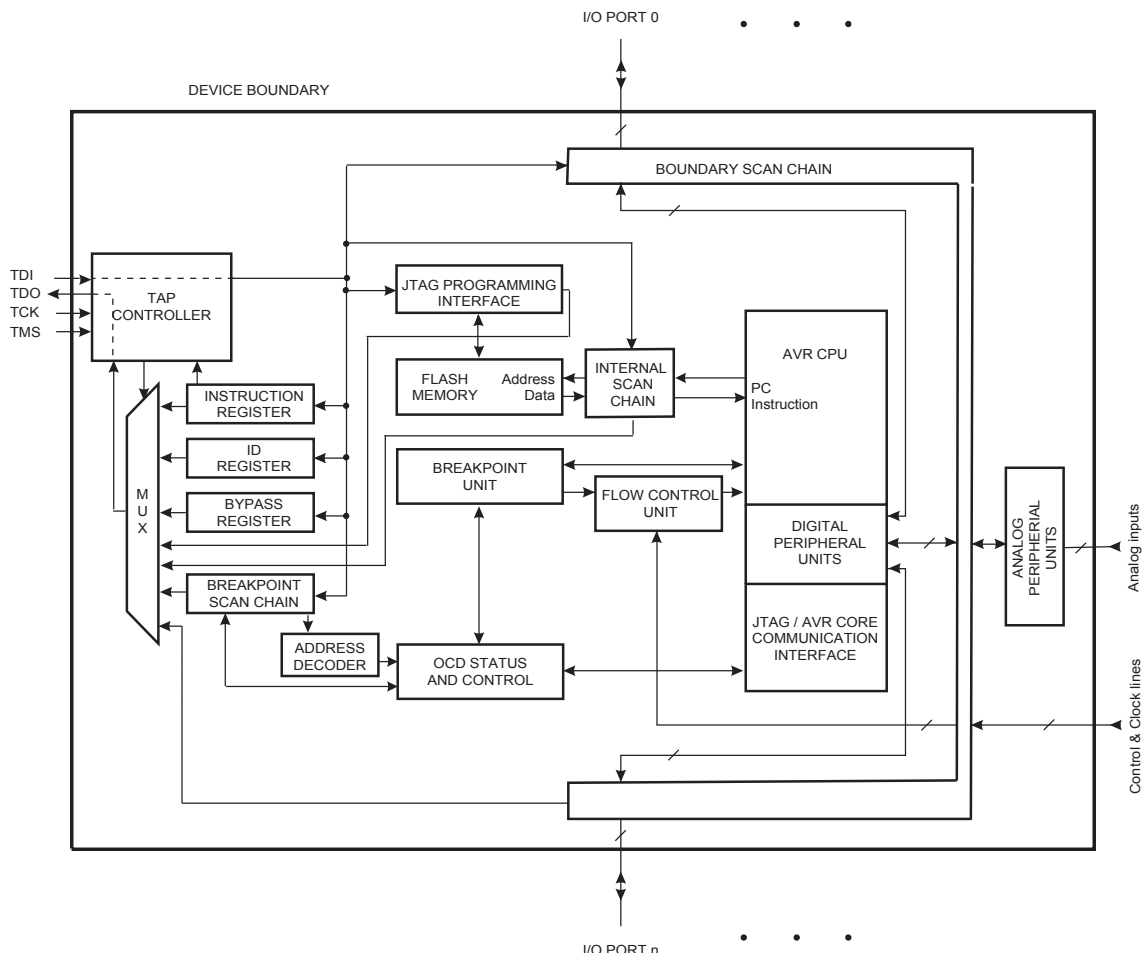 I/O PORT 0
DEVICE BOUNDARY
BOUNDARY SCAN CHAIN
TDI
TDO
TCK
TMS
TAP
CONTROLLER
JTAG PROGRAMMING
INTERFACE
AVR CPU
FLASH
MEMORY
Address
Data
INTERNAL
SCAN
CHAIN
PC
Instruction
INSTRUCTION
REGISTER
ID
REGISTER
BREAKPOINT
UNIT
FLOW CONTROL
UNIT
BYPASS
REGISTER
MUX
DIGITAL
PERIPHERAL
UNITS
ANALOG
PERIPHERIAL
UNITS
Analog inputs
BREAKPOINT
SCAN CHAIN
ADDRESS
DECODER
OCD STATUS
AND CONTROL
JTAG / AVR CORE
COMMUNICATION
INTERFACE
Control & Clock lines
I/O PORT n